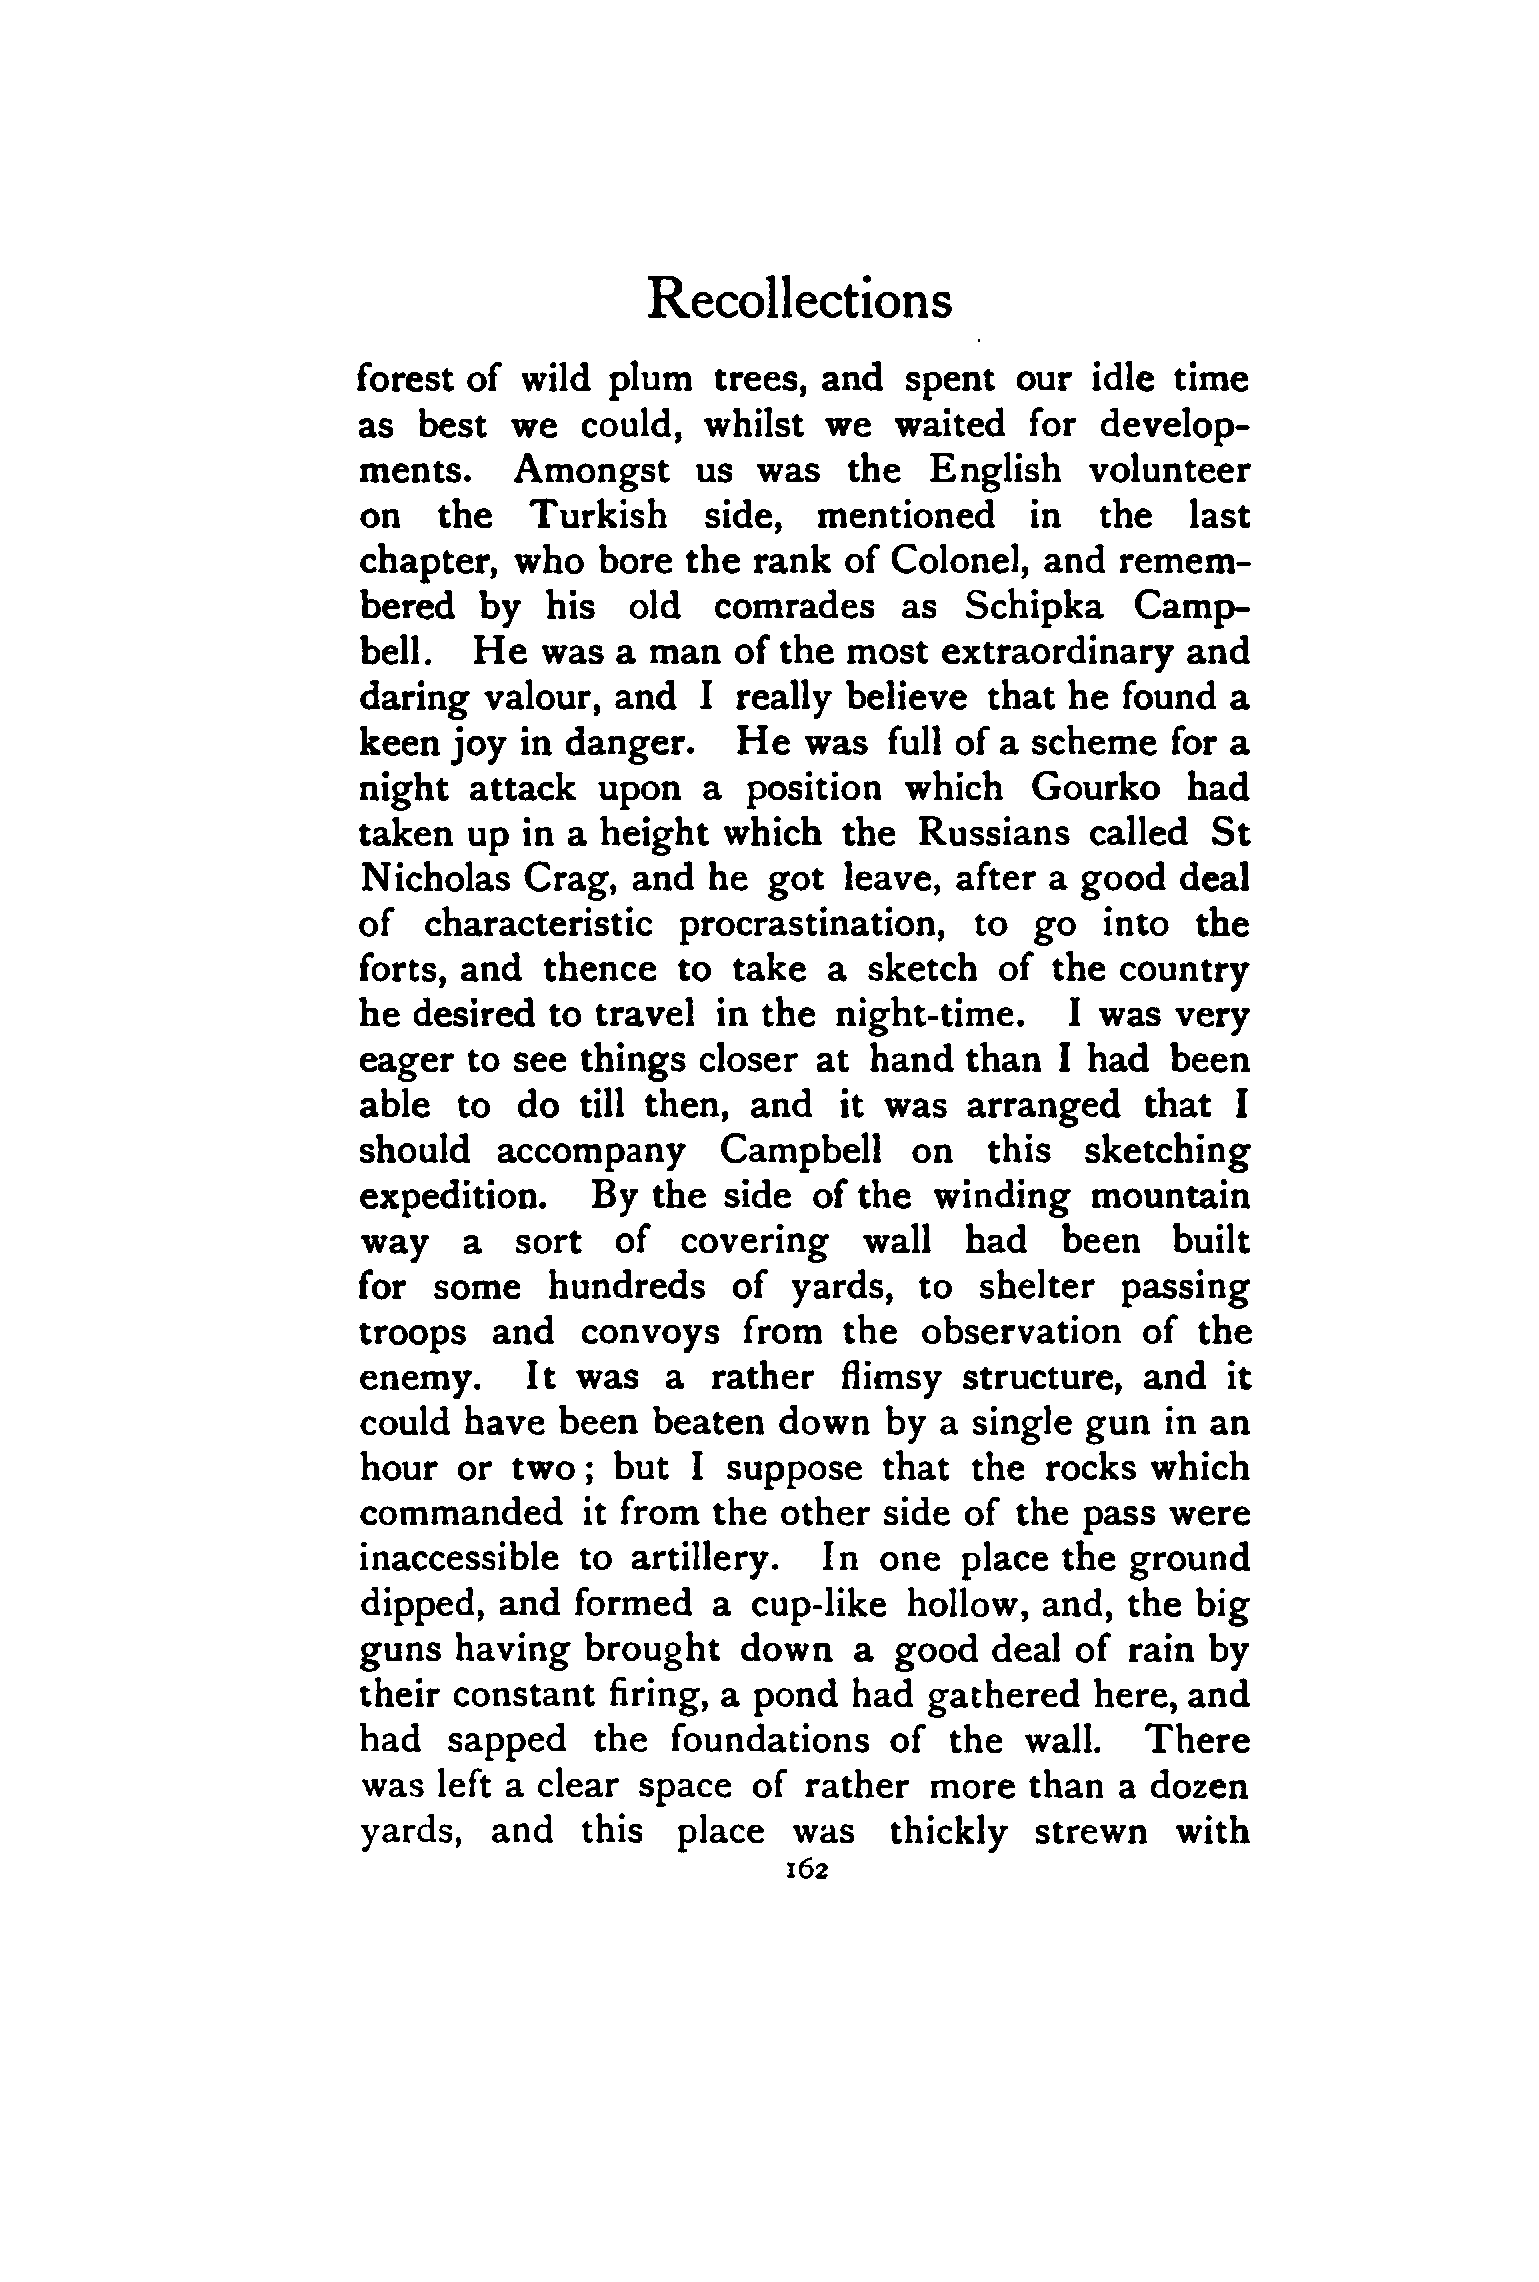 Recollections
forest of wild plum trees, and spent our idle time
as best we could, whilst we waited for develop-
ments. Amongst us was the English volunteer
on the Turkish side, mentioned in the last
chapter, who bore the rank of Colonel, and remem-
bered by his old comrades as Schipka Camp-
bell. He was a man of the most extraordinary and
daring valour, and I really believe that he found a
keen joy in danger. He was full of a scheme for a
night attack upon a position which Gourko had
taken up in a height which the Russians called St
Nicholas Crag, and he got leave, after a good deal
of characteristic procrastination, to go into the
forts, and thence to take a sketch of the country
he desired to travel in the night-time. I was very
eager to see things closer at hand than I had been
able to do till then, and it was arranged that I
should accompany Campbell on this sketching
expedition. By the side of the winding mountain
way a sort of covering wall had been built
for some hundreds of yards, to shelter passing
troops and convoys from the observation of the
enemy. It was a rather flimsy structure, and it
could have been beaten down by a single gun in an
hour or two; but I suppose that the rocks which
commanded it from the other side of the pass were
inaccessible to artillery. In one place the ground
dipped, and formed a cup-like hollow, and, the big
guns having brought down a good deal of rain by
their constant firing, a pond had gathered here, and
had sapped the foundations of the wall. There
was left a clear space of rather more than a dozen
yards, and this place was thickly strewn with
162